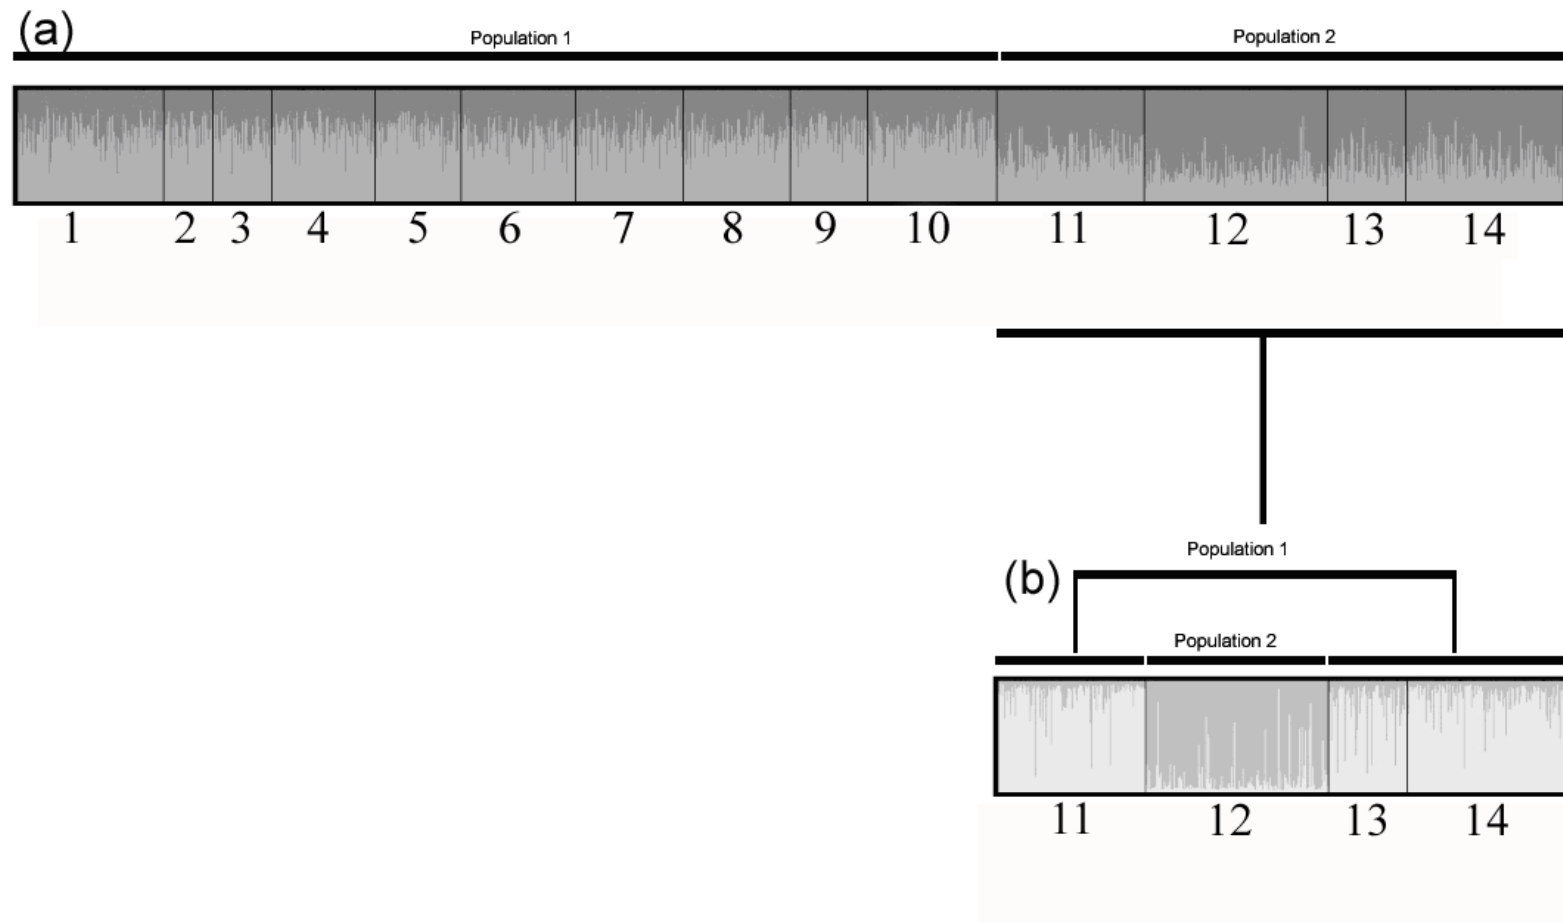 (a)
Population 1 Population 2
1 2 3 4 5 6 7 8 9 10 11 12 13 14
Population 1
(b)
Population 2
11 12 13 14